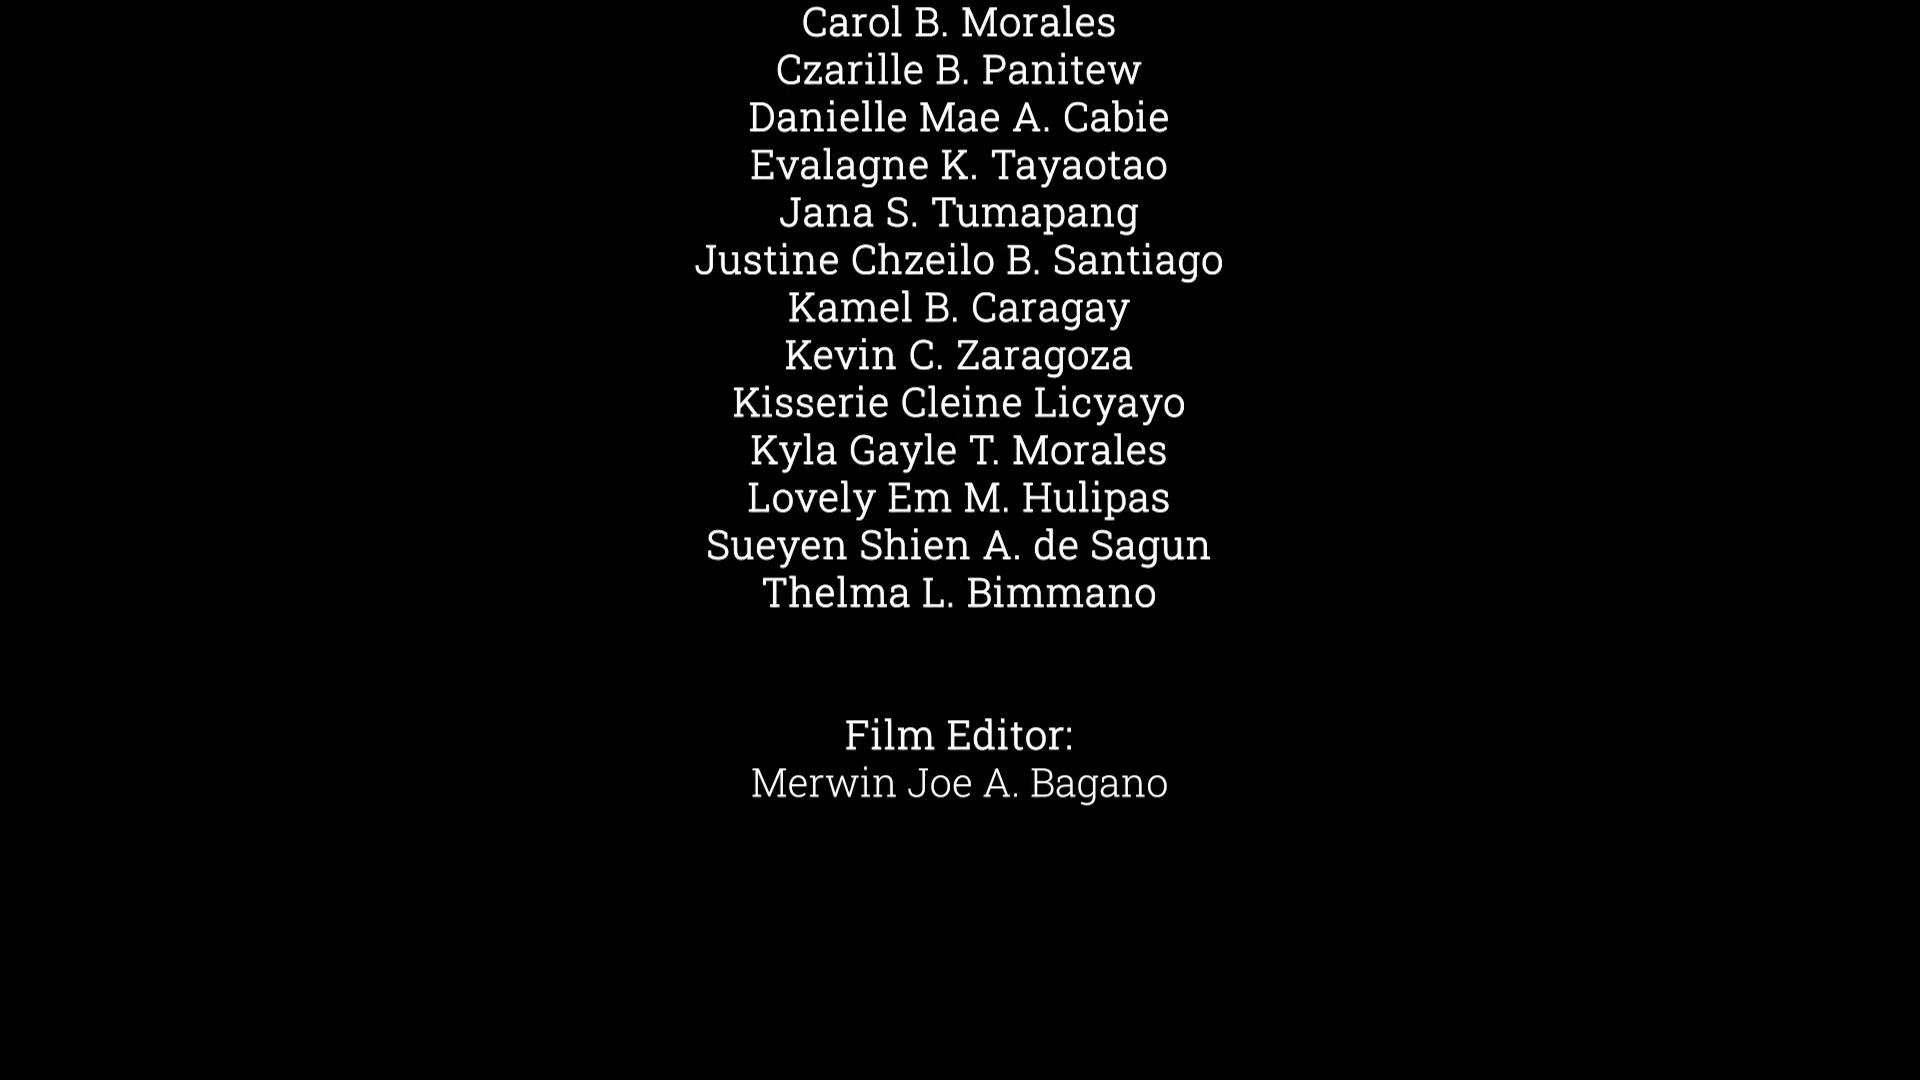 Carol B. Morales
Czarille B. Panitew
Danielle Mae A. Cabie
Evalagne K. Tayaotao
Jana S. Tumapang
Justine Chzeilo B. Santiago
Kamel B. Caragay
Kevin C. Zaragoza
Kisserie Cleine Licyayo
Kyla Gayle T. Morales
Lovely Em M. Hulipas
Sueyen Shien A. de Sagun
Thelma L. Bimmano
Film Editor:
Merwin Joe A. Bagano